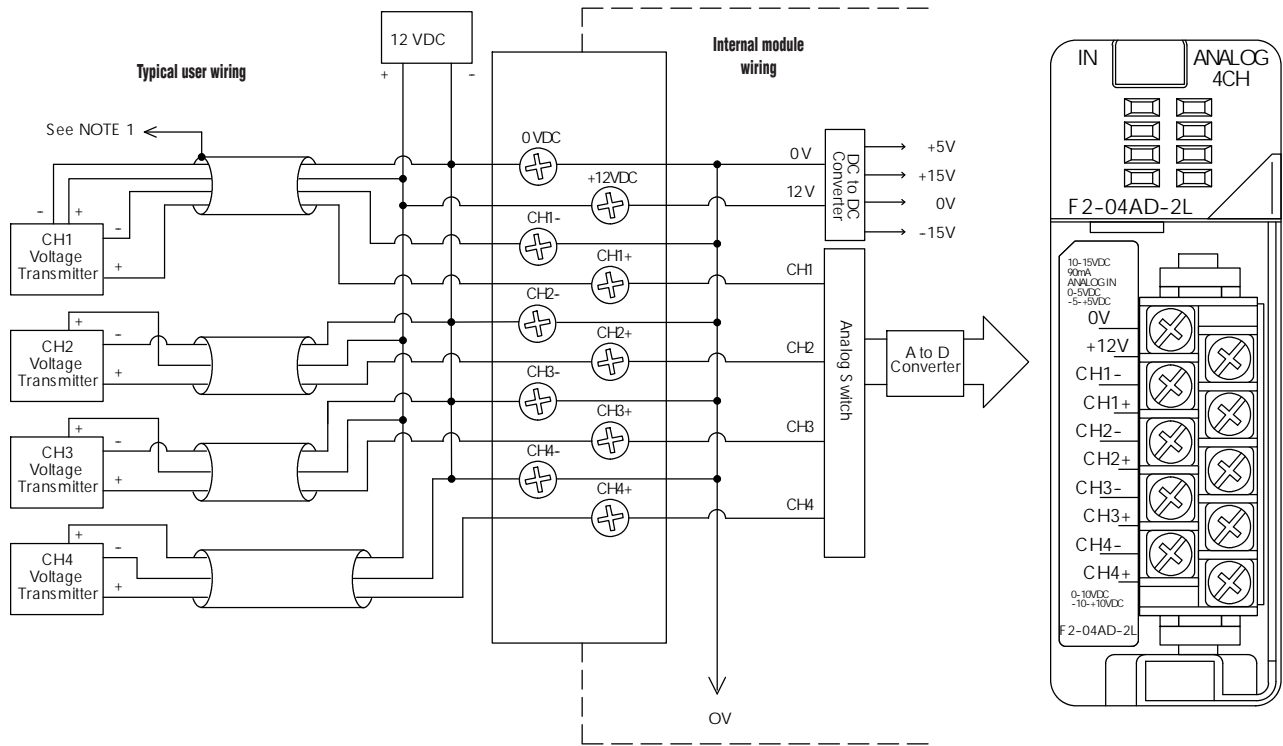 Typical user wiring
12 VDC
+
-
Internal module
wiring
See NOTE 1
-
+
-
+
CH1
Voltage
Transmitter
+
-
+
CH2
Voltage
Transmitter
+
-
+
CH3
Voltage
Transmitter
+
-
+
CH4
Voltage
Transmitter
0 VDC
+12VDC
CH1-
CH1+
CH2-
CH2+
CH3-
CH3+
CH4-
CH4+
0V
12V
CH1
CH2
CH3
CH4
DC to DC
Converter
+5V
+15V
0V
-15V
Analog Switch
A to D
Converter
OV
IN
ANALOG
4CH
F2-04AD-2L
10-15VDC
90mA
ANALOG IN
0-5VDC
-5-+5VDC
0V
+12V
CH1-
CH1+
CH2-
CH2+
CH3-
CH3+
CH4-
CH4+
0-10VDC
-10-+10VDC
F2-04AD-2L